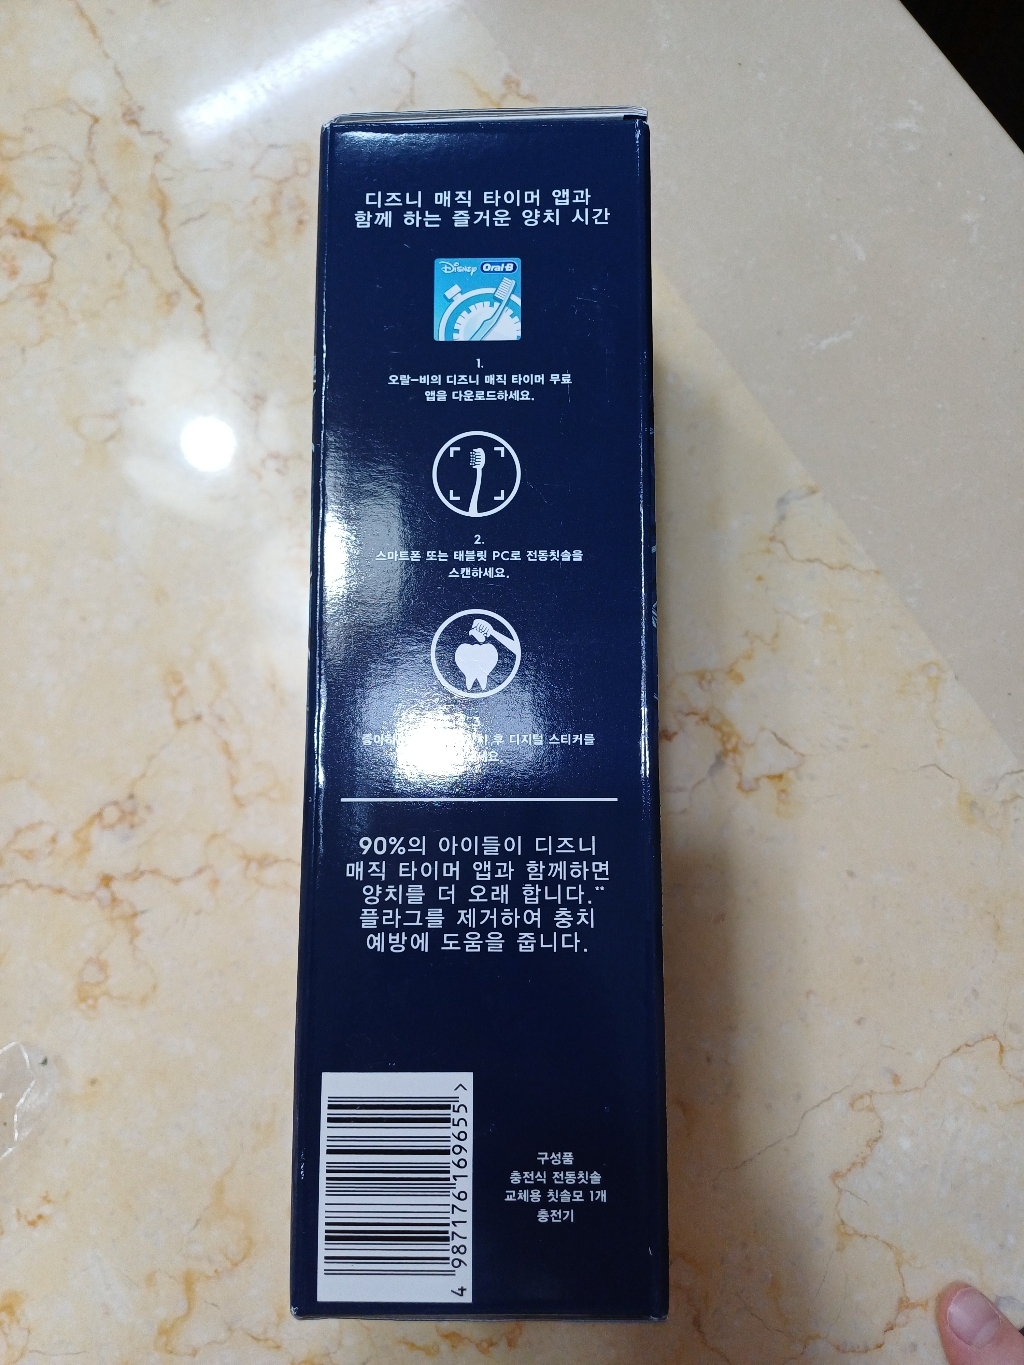 디즈니 매직 타이머 앱과
함께 하는 즐거운 양치 시간
Disney Oral-B
1.
오랄-비의 디즈니 매직 타이머 무료
앱을 다운로드하세요.
2.
스마트폰 또는 태블릿 PC로 전동칫솔을
스캔하세요.
3.
후 디지털 스티커를
90%의 아이들이 디즈니
매직 타이머 앱과 함께하면
양치를 더 오래 합니다.**
플라그를 제거하여 충치
예방에 도움을 줍니다.
4 987176 169655 >
구성품
충전식 전동칫솔
교체용 칫솔모 1개
충전기